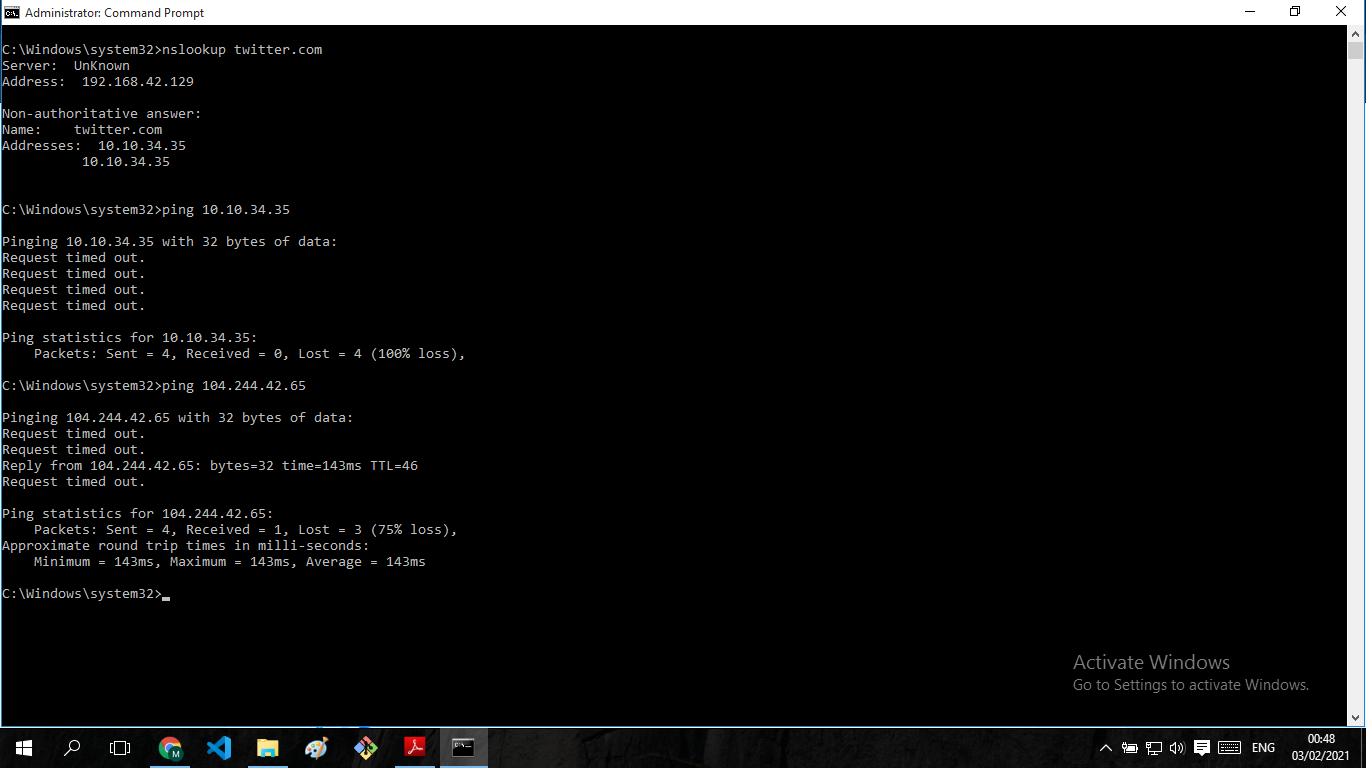 Administrator: Command Prompt
C:\Windows\system32>nslookup twitter.com
Server:  UnKnown
Address:  192.168.42.129
Non-authoritative answer:
Name:    twitter.com
Addresses:  10.10.34.35
          10.10.34.35
C:\Windows\system32>ping 10.10.34.35
Pinging 10.10.34.35 with 32 bytes of data:
Request timed out.
Request timed out.
Request timed out.
Request timed out.
Ping statistics for 10.10.34.35:
    Packets: Sent = 4, Received = 0, Lost = 4 (100% loss),
C:\Windows\system32>ping 104.244.42.65
Pinging 104.244.42.65 with 32 bytes of data:
Request timed out.
Request timed out.
Reply from 104.244.42.65: bytes=32 time=143ms TTL=46
Request timed out.
Ping statistics for 104.244.42.65:
    Packets: Sent = 4, Received = 1, Lost = 3 (75% loss),
Approximate round trip times in milli-seconds:
    Minimum = 143ms, Maximum = 143ms, Average = 143ms
C:\Windows\system32>
Activate Windows
Go to Settings to activate Windows.
M
ENG
00:48
03/02/2021